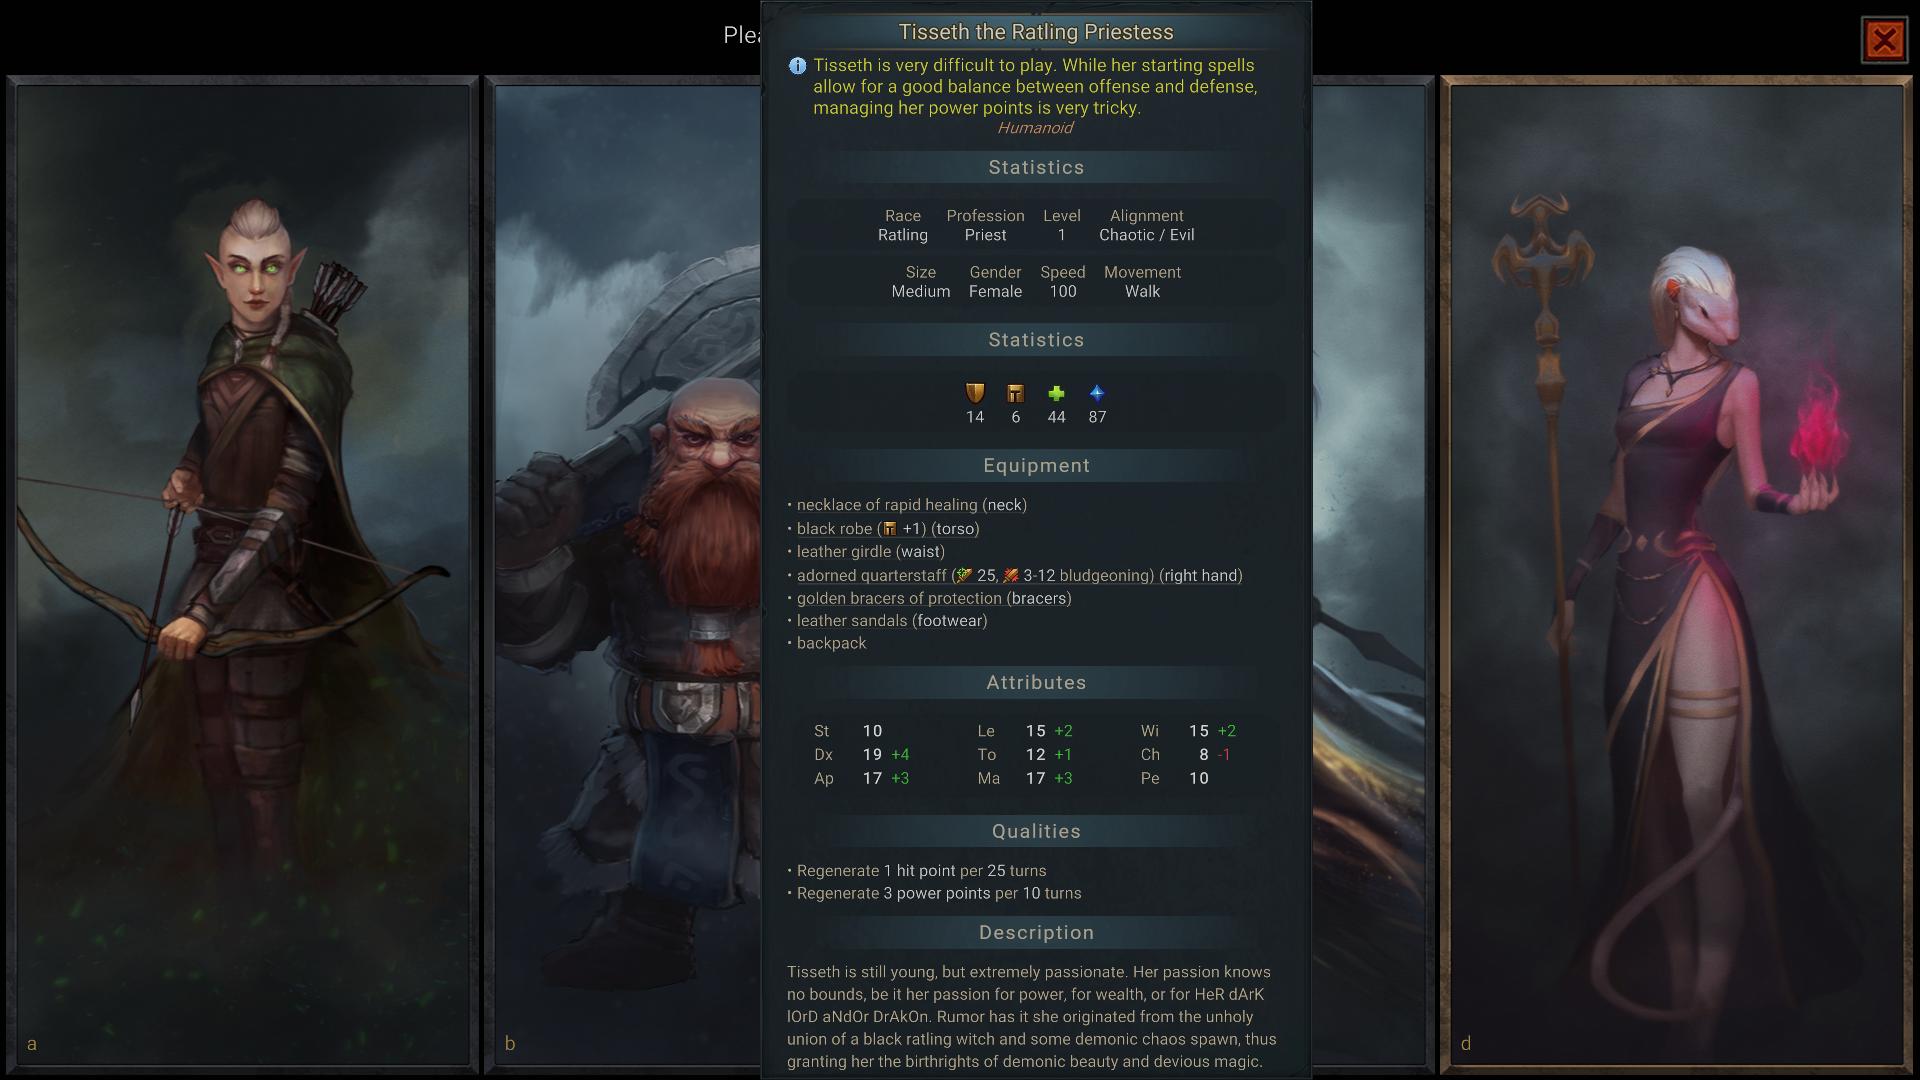 Plea
Tisseth the Ratling Priestess
Tisseth is very difficult to play. While her starting spells
allow for a good balance between offense and defense,
managing her power points is very tricky.
Humanoid
Statistics
Race Profession Level Alignment
Ratling Priest 1 Chaotic / Evil
Size Gender Speed Movement
Medium Female 100 Walk
Statistics
14 6 44 87
Equipment
• necklace of rapid healing (neck)
• black robe ( +1) (torso)
• leather girdle (waist)
• adorned quarterstaff ( 25, 3-12 bludgeoning) (right hand)
• golden bracers of protection (bracers)
• leather sandals (footwear)
• backpack
Attributes
St 10 Le 15 +2 Wi 15 +2
Dx 19 +4 To 12 +1 Ch 8 -1
Ap 17 +3 Ma 17 +3 Pe 10
Qualities
• Regenerate 1 hit point per 25 turns
• Regenerate 3 power points per 10 turns
Description
Tisseth is still young, but extremely passionate. Her passion knows
no bounds, be it her passion for power, for wealth, or for HeR dArK
lOrD aNdOr DrAkOn. Rumor has it she originated from the unholy
union of a black ratling witch and some demonic chaos spawn, thus
granting her the birthrights of demonic beauty and devious magic.
a b d